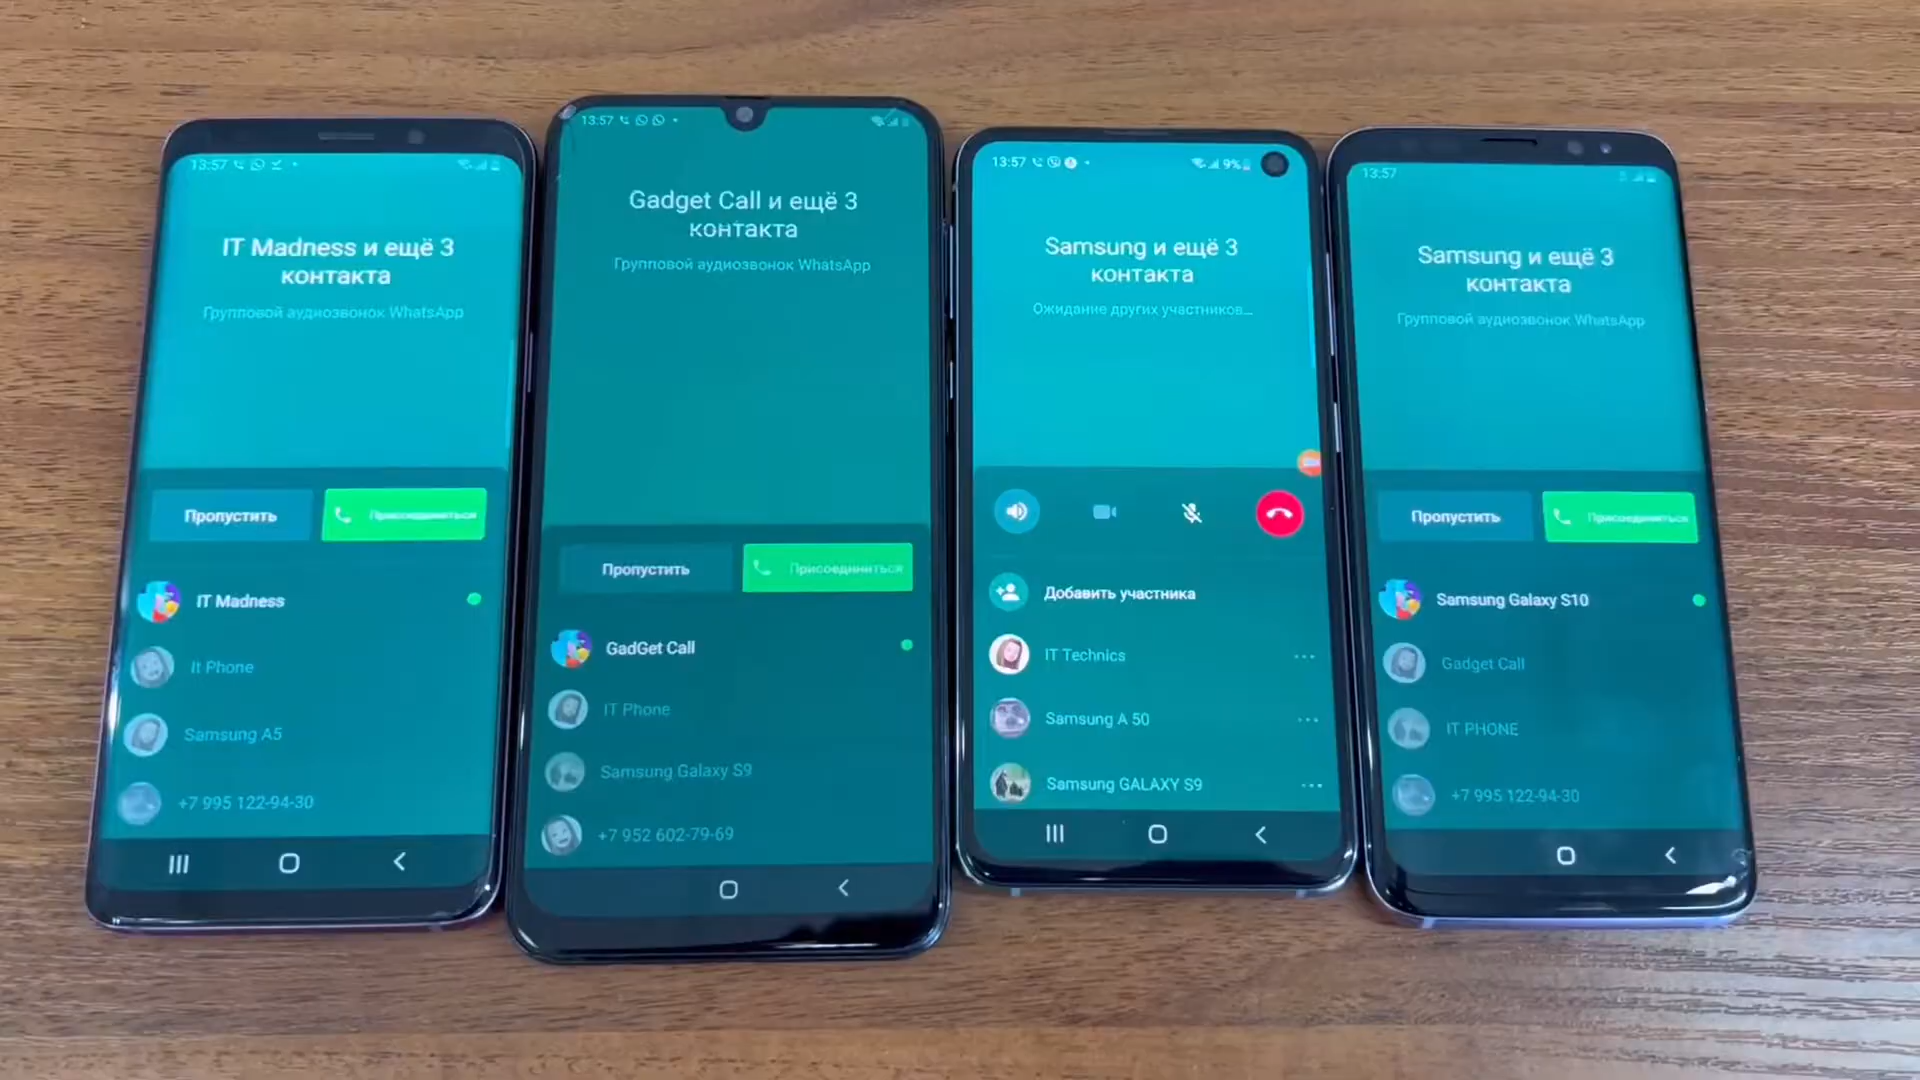 13:57
IT Madness и ещё 3
контакта
Групповой аудиозвонок WhatsApp
Пропустить
Присоединиться
IT Madness
It Phone
Samsung A5
+7 995 122-94-30
13:57
Gadget Call и ещё 3
контакта
Групповой аудиозвонок WhatsApp
Пропустить
Присоединиться
GadGet Call
IT Phone
Samsung Galaxy S9
+7 952 602-79-69
13:57
9%
Samsung и ещё 3
контакта
Ожидание других участников...
Добавить участника
IT Technics
Samsung A 50
Samsung GALAXY S9
13:57
Samsung и ещё 3
контакта
Групповой аудиозвонок WhatsApp
Пропустить
Присоединиться
Samsung Galaxy S10
Gadget Call
IT PHONE
+7 995 122-94-30